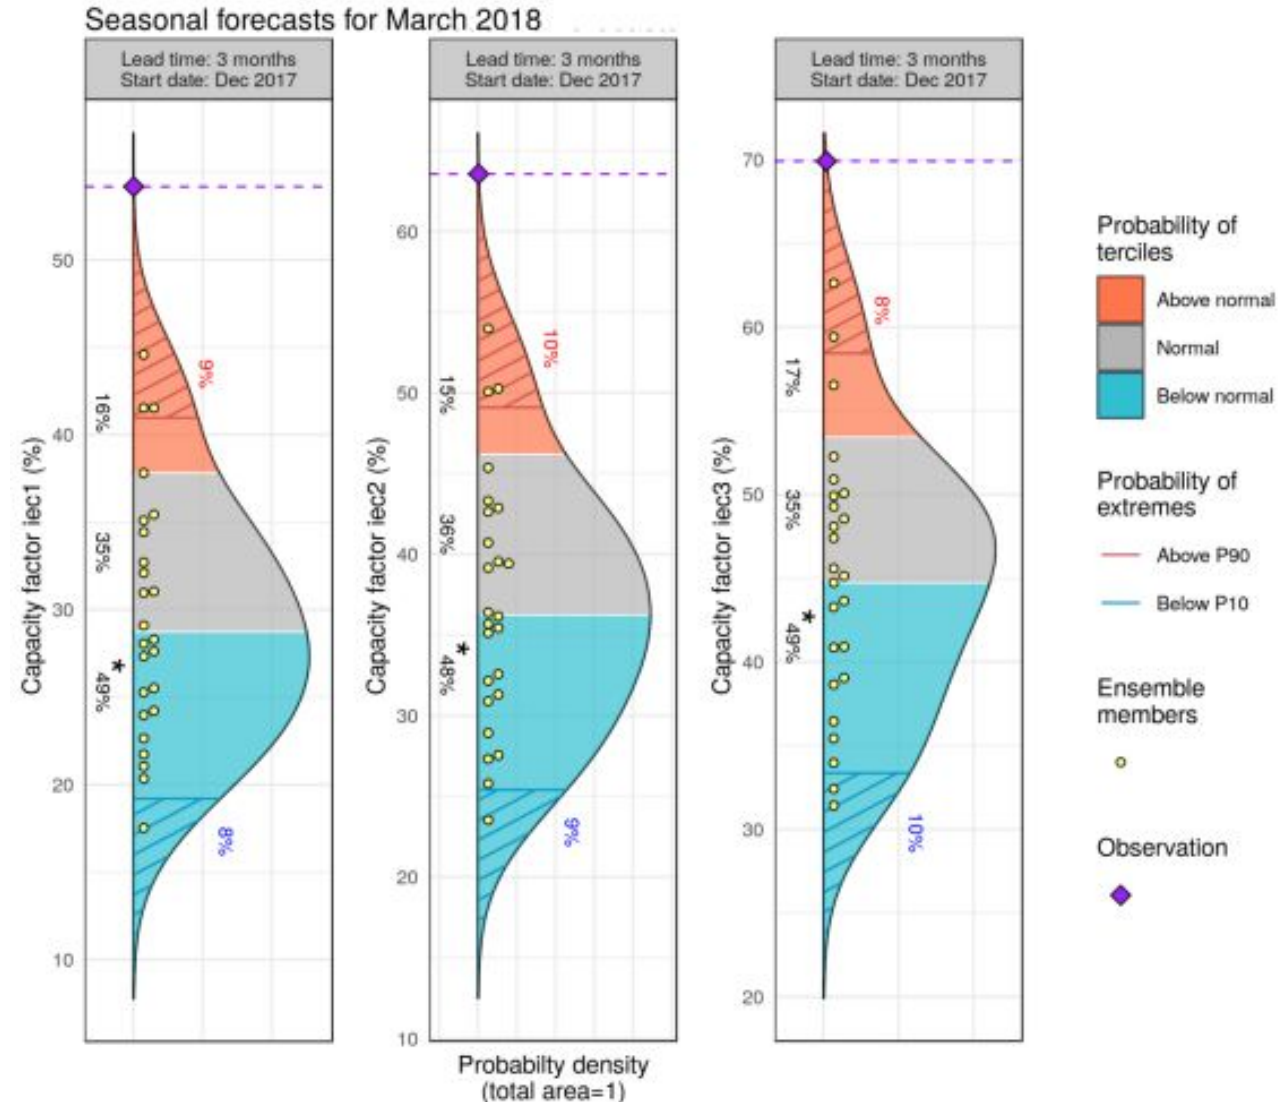 Seasonal forecasts for March 2018
Lead time: 3 months
Start date: Dec 2017
Capacity factor iec1 (%)
50
40
30
20
10
9%
16%
35%
*
49%
8%
Lead time: 3 months
Start date: Dec 2017
Capacity factor iec2 (%)
60
50
40
30
20
10
10%
15%
36%
*
48%
9%
Probabilty density
(total area=1)
Lead time: 3 months
Start date: Dec 2017
Capacity factor iec3 (%)
70
60
50
40
30
20
8%
17%
35%
*
49%
10%
Probability of
terciles
Above normal
Normal
Below normal
Probability of
extremes
Above P90
Below P10
Ensemble
members
Observation